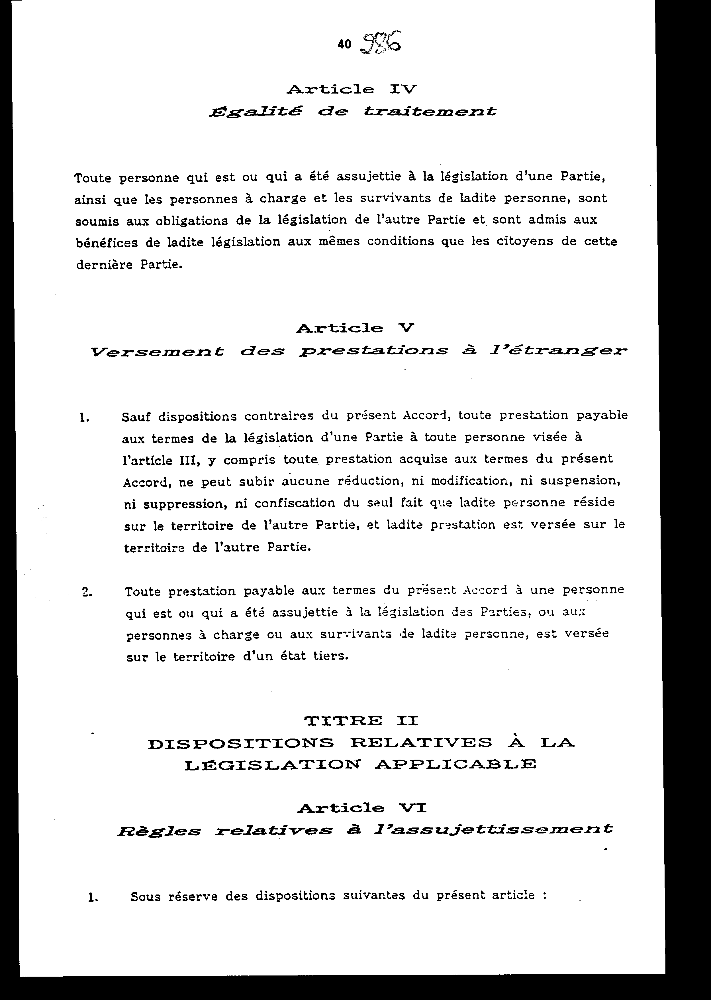 40 986
Article IV
Égalité de traitement
Toute personne qui est ou qui a été assujettie à la législation d'une Partie,
ainsi que les personnes à charge et les survivants de ladite personne, sont
soumis aux obligations de la législation de l'autre Partie et sont admis aux
bénéfices de ladite législation aux mêmes conditions que les citoyens de cette
dernière Partie.
Article V
Versement des prestations à l'étranger
1. Sauf dispositions contraires du présent Accord, toute prestation payable
aux termes de la législation d'une Partie à toute personne visée à
l'article III, y compris toute prestation acquise aux termes du présent
Accord, ne peut subir aucune réduction, ni modification, ni suspension,
ni suppression, ni confiscation du seul fait que ladite personne réside
sur le territoire de l'autre Partie, et ladite prestation est versée sur le
territoire de l'autre Partie.
2. Toute prestation payable aux termes du présent Accord à une personne
qui est ou qui a été assujettie à la législation des Parties, ou aux
personnes à charge ou aux survivants de ladite personne, est versée
sur le territoire d'un état tiers.
TITRE II
DISPOSITIONS RELATIVES À LA
LÉGISLATION APPLICABLE
Article VI
Règles relatives à l'assujettissement
1. Sous réserve des dispositions suivantes du présent article :